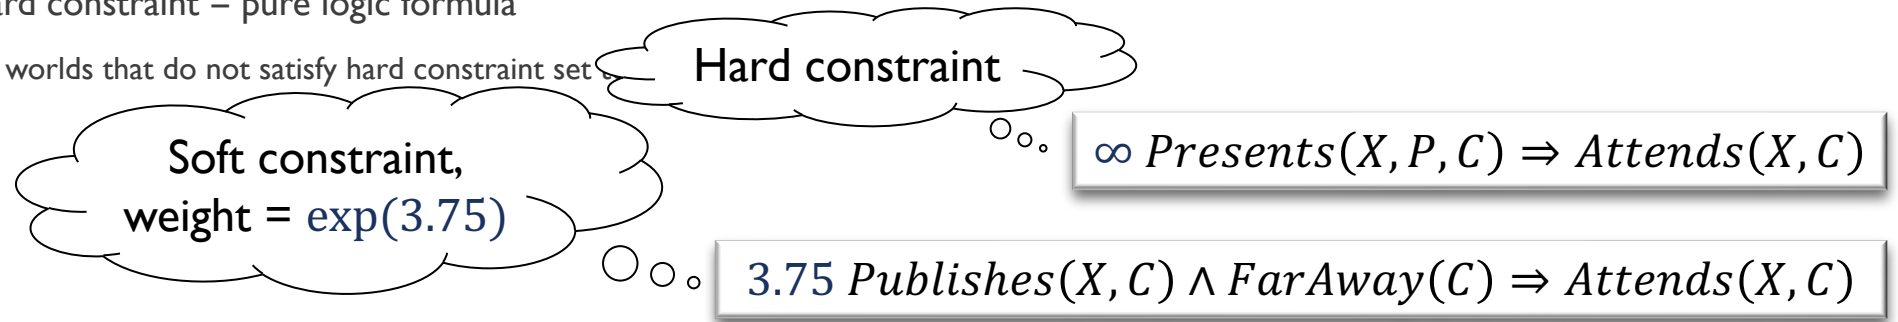 constraint – pure logic formula
worlds that do not satisfy hard constraint set
Hard constraint
Soft constraint,
weight = exp(3.75)
∞ Presents(X, P, C) ⇒ Attends(X, C)
3.75 Publishes(X, C) ∧ FarAway(C) ⇒ Attends(X, C)